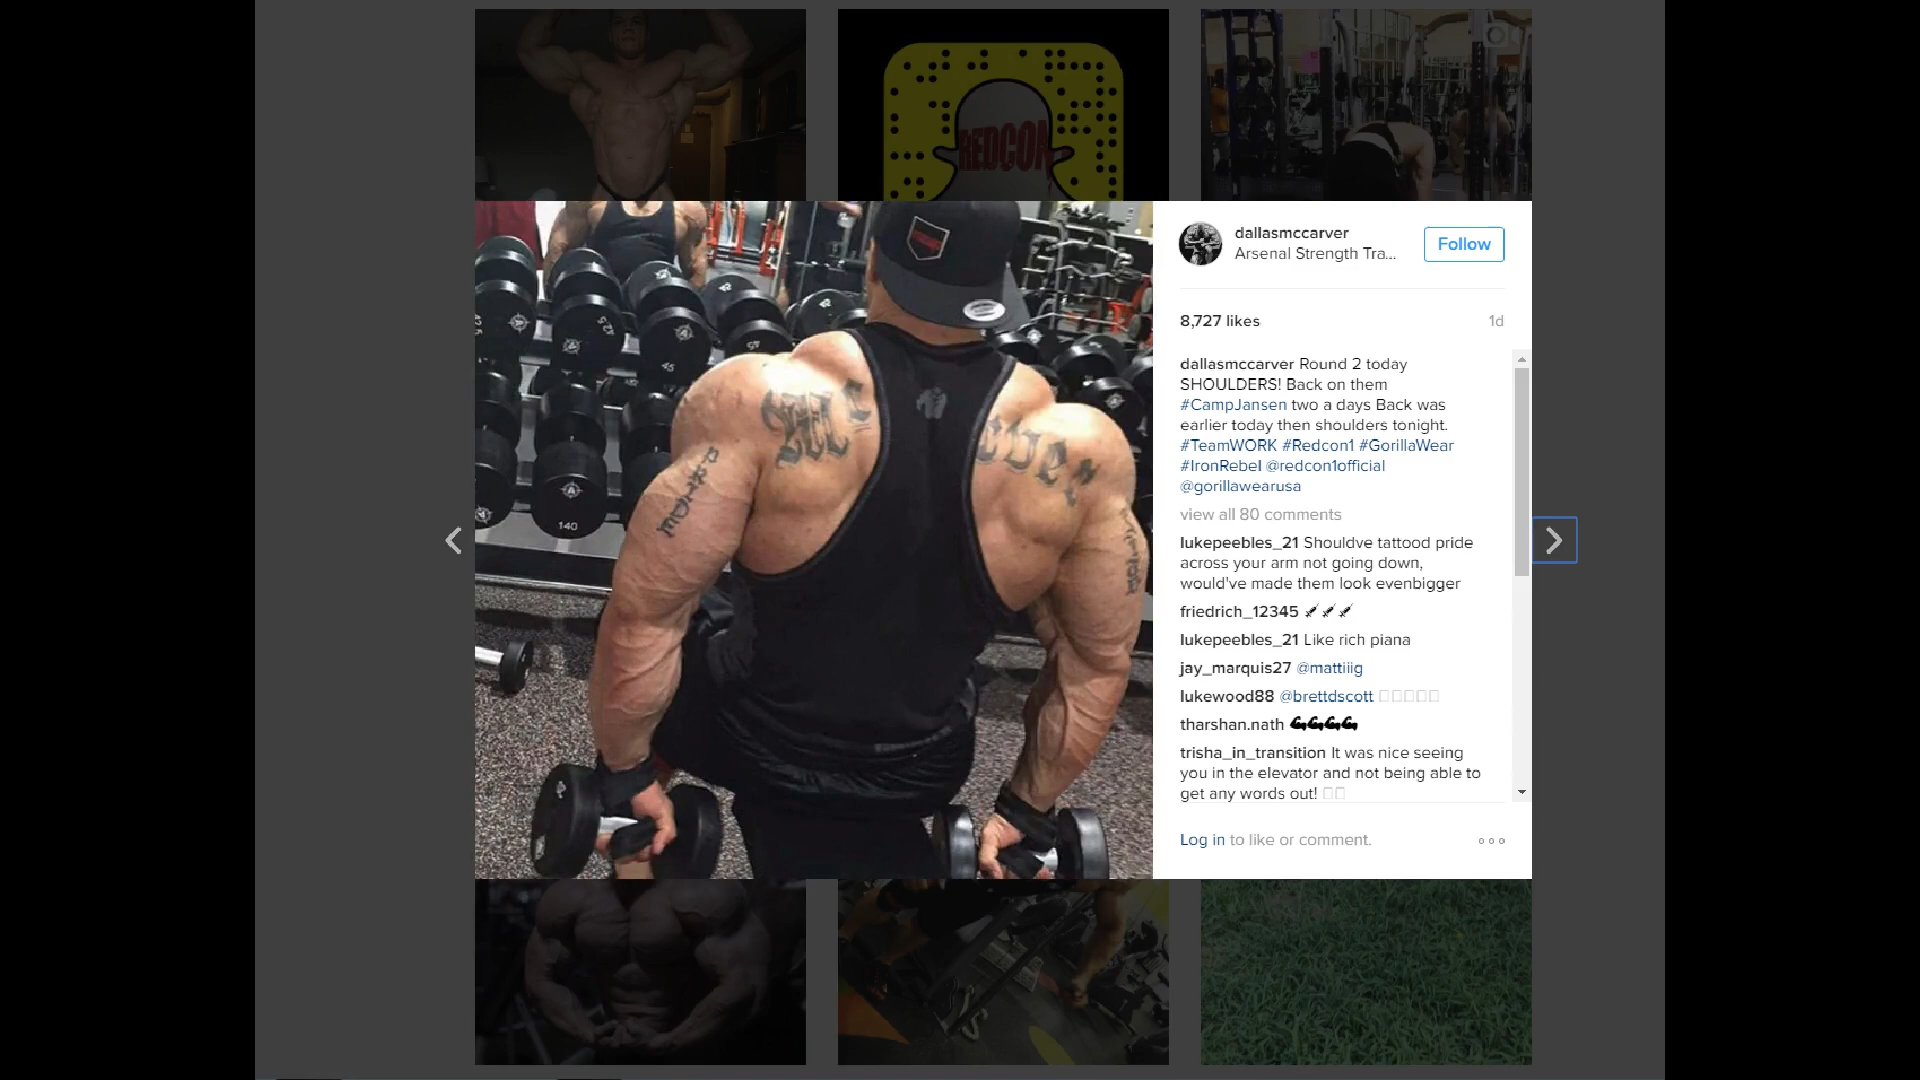 REDCON
PRIDE
12.5
45
140
dallasmccarver
Arsenal Strength Tra...
Follow
8,727 likes
1d
dallasmccarver Round 2 today
SHOULDERS! Back on them
#CampJansen two a days Back was
earlier today then shoulders tonight.
#TeamWORK #Redcon1 #GorillaWear
#IronRebel @redcon1official
@gorillawearusa
view all 80 comments
lukepeebles_21 Shouldve tattood pride
across your arm not going down,
would've made them look evenbigger
friedrich_12345
lukepeebles_21 Like rich piana
jay_marquis27 @mattiiig
lukewood88 @brettdscott
tharshan.nath 💪💪💪💪
trisha_in_transition It was nice seeing
you in the elevator and not being able to
get any words out!
Log in to like or comment.